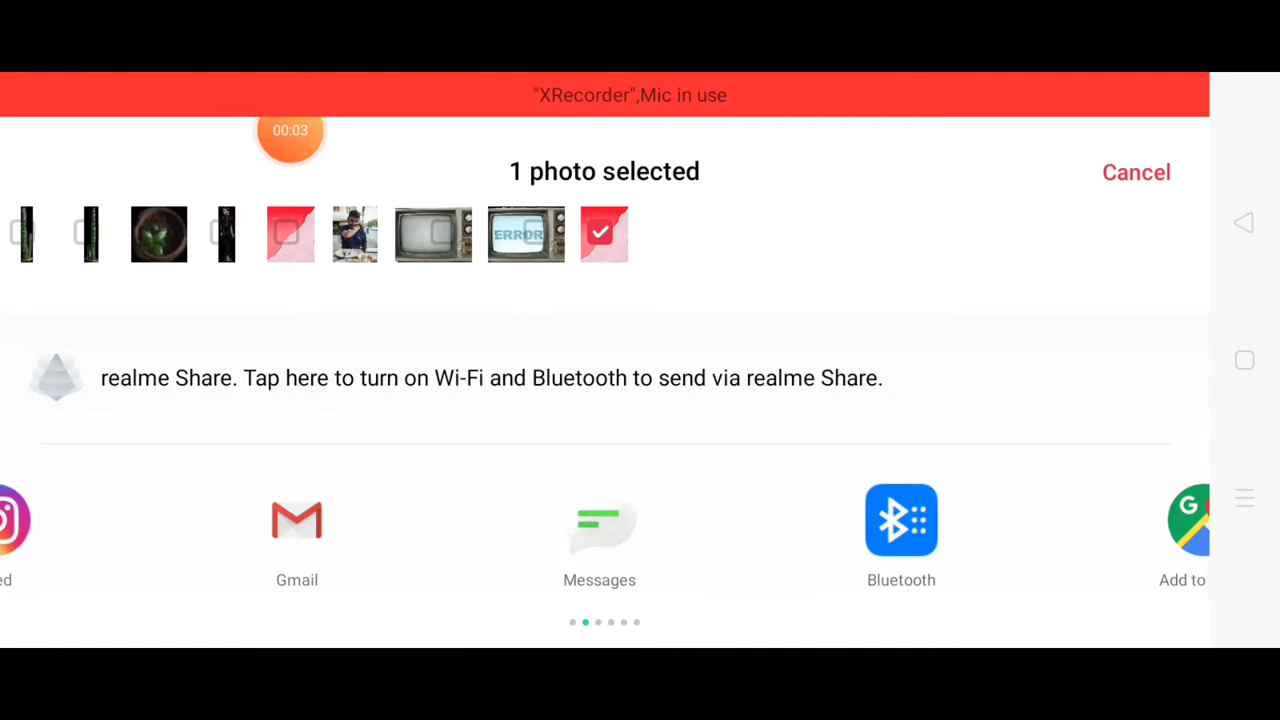 "XRecorder",Mic in use
00:03
1 photo selected
Cancel
ERROR
realme Share. Tap here to turn on Wi-Fi and Bluetooth to send via realme Share.
G
ed
Gmail
Messages
Bluetooth
Add to